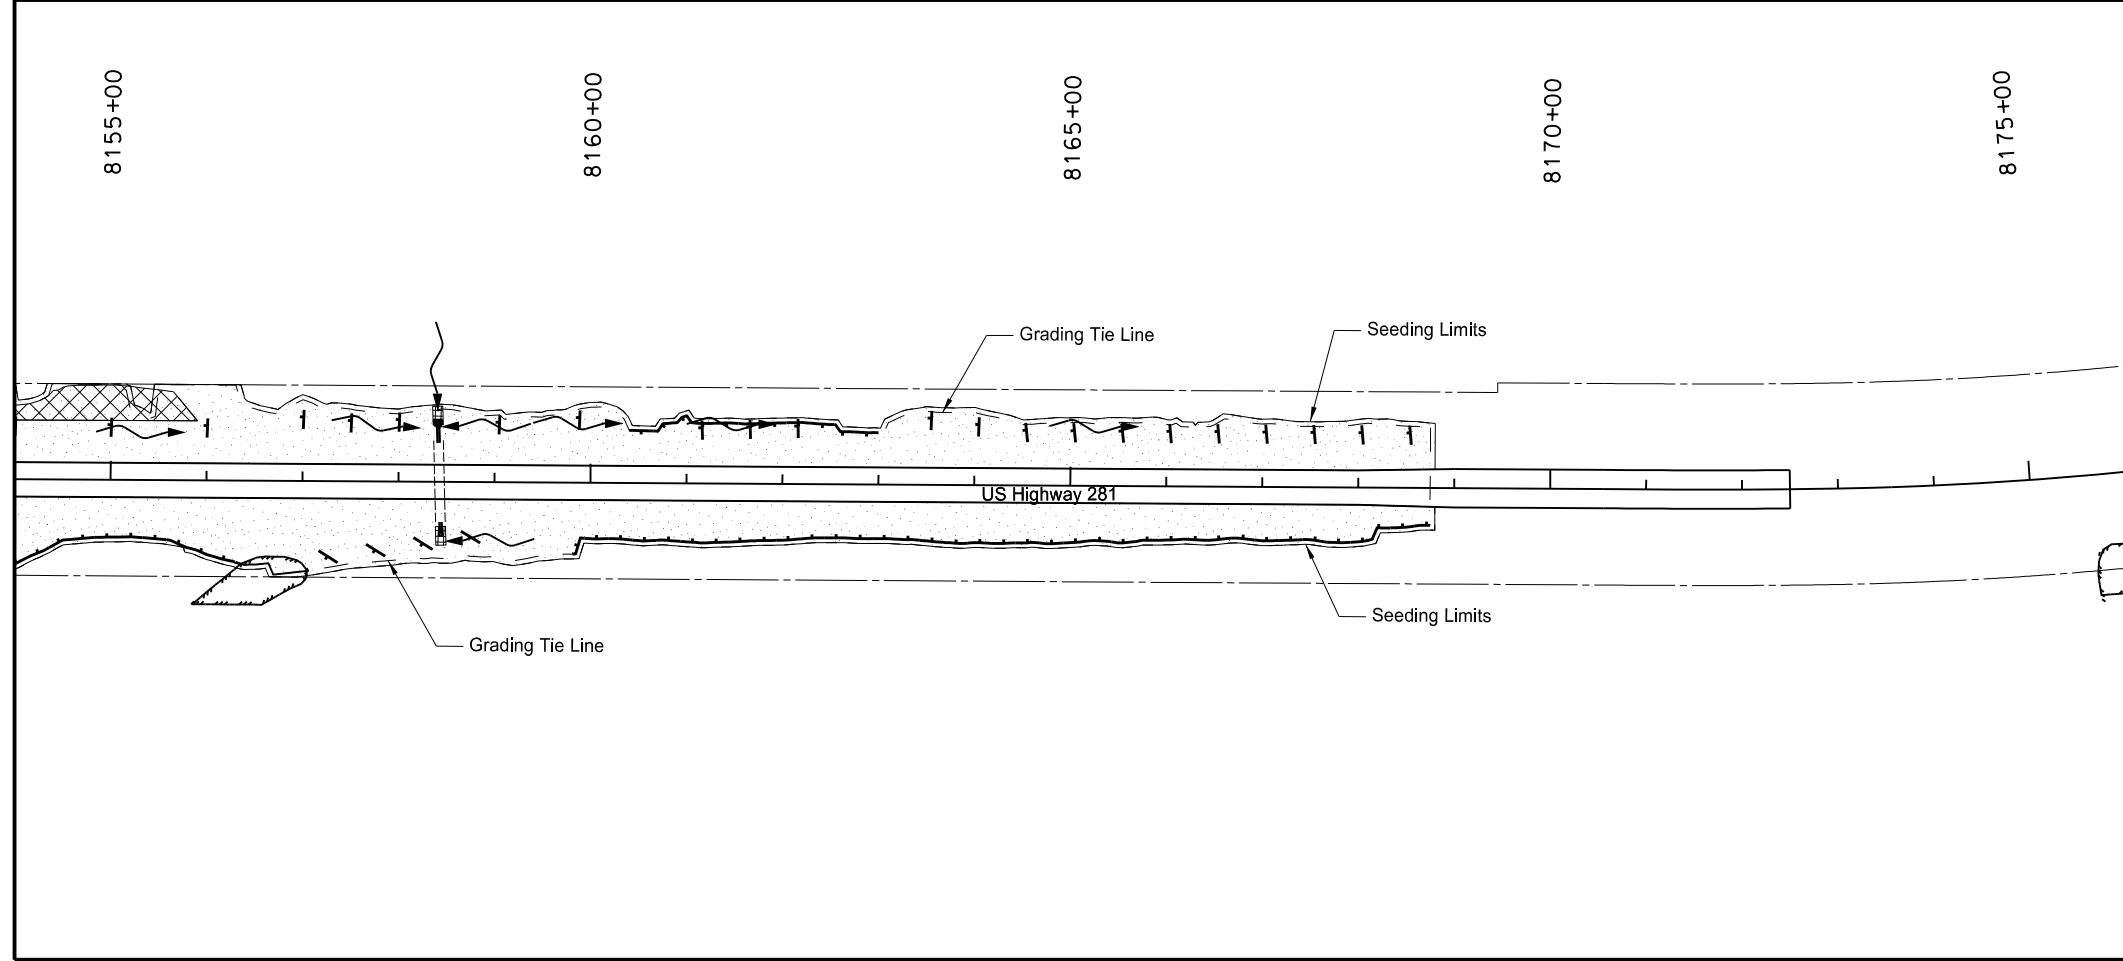 8155+00
8160+00
8165+00
8170+00
8175+00
Grading Tie Line
Seeding Limits
US Highway 281
Seeding Limits
Grading Tie Line